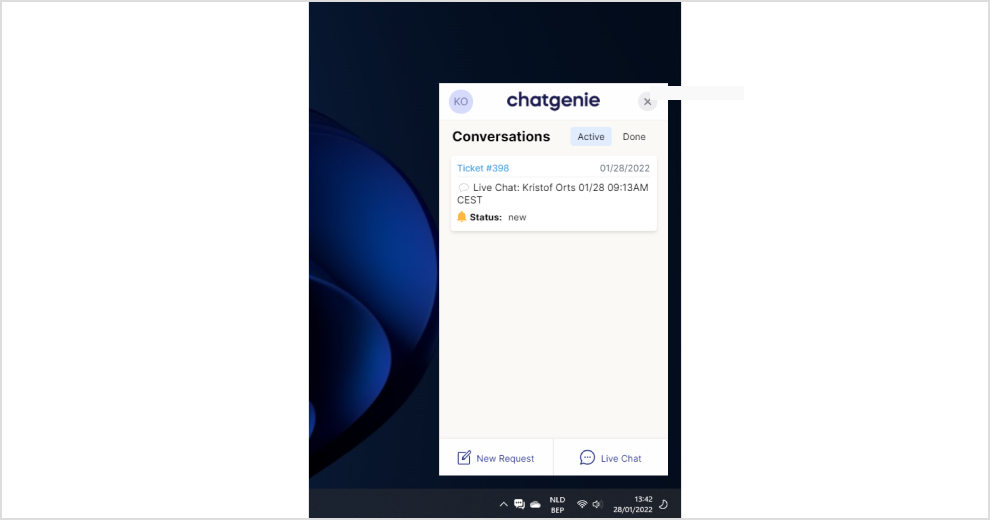 KO
chatgenie
Conversations
Active
Done
Ticket #398
01/28/2022
Live Chat: Kristof Orts 01/28 09:13AM
CEST
Status: new
New Request
Live Chat
NLD
BEP
13:42
28/01/2022